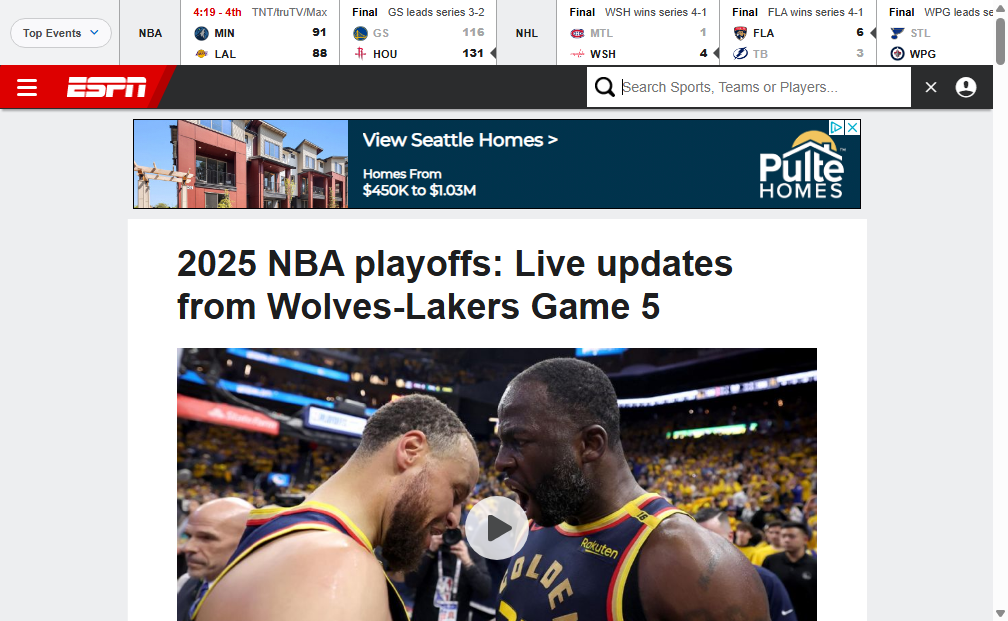 Top Events
NBA
4:19 - 4th TNT/truTV/Max
MIN 91
LAL 88
Final GS leads series 3-2
GS 116
HOU 131
NHL
Final WSH wins series 4-1
MTL 1
WSH 4
Final FLA wins series 4-1
FLA 6
TB 3
Final WPG leads se
STL
WPG
ESPN
Search Sports, Teams or Players...
View Seattle Homes >
Homes From
$450K to $1.03M
Pulte
HOMES
2025 NBA playoffs: Live updates
from Wolves-Lakers Game 5
State Farm
Rakuten
GOLDEN